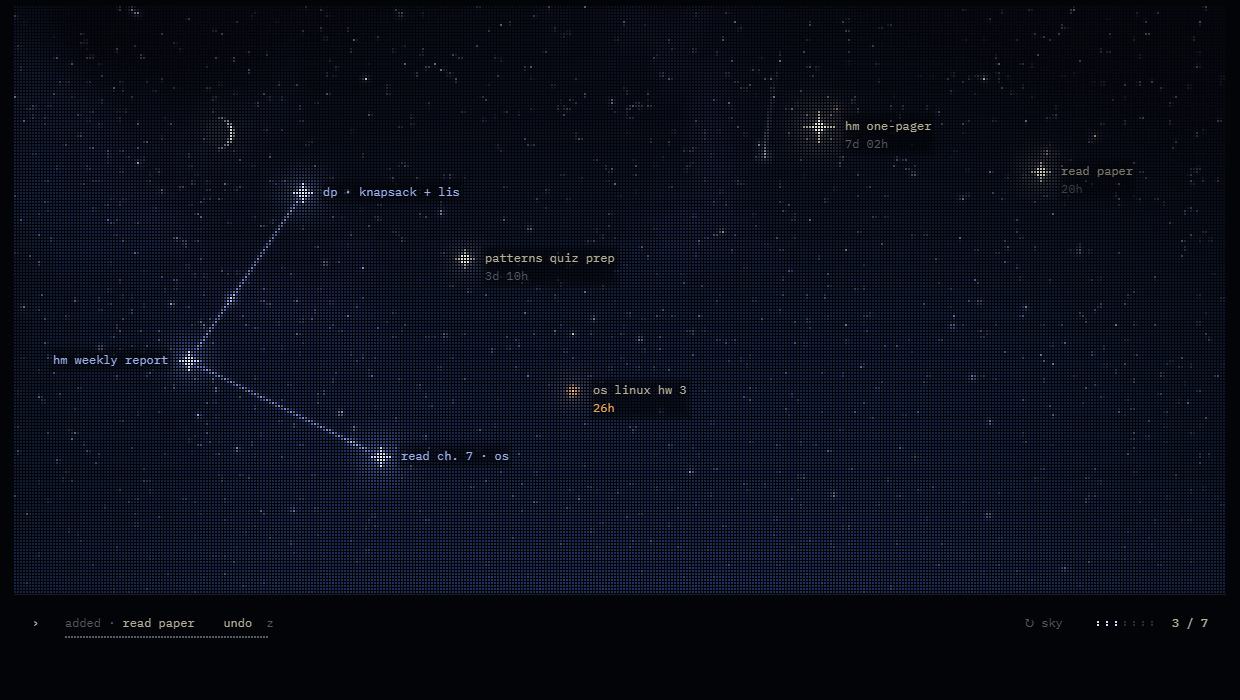 hm one-pager
7d 02h
read paper
20h
dp · knapsack + lis
patterns quiz prep
3d 10h
hm weekly report
os linux hw 3
26h
read ch. 7 · os
› added · read paper undo z
↻ sky 3 / 7